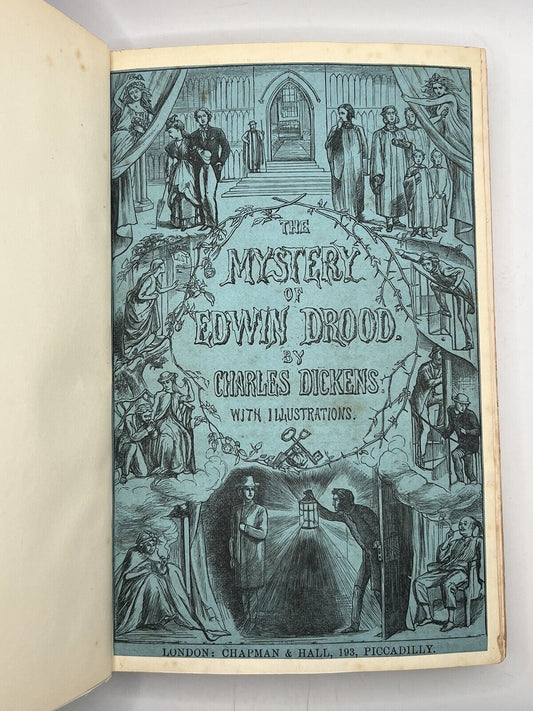 THE
MYSTERY
OF
EDWIN DROOD.
BY
CHARLES DICKENS.
WITH ILLUSTRATIONS.
LONDON: CHAPMAN & HALL, 193, PICCADILLY.